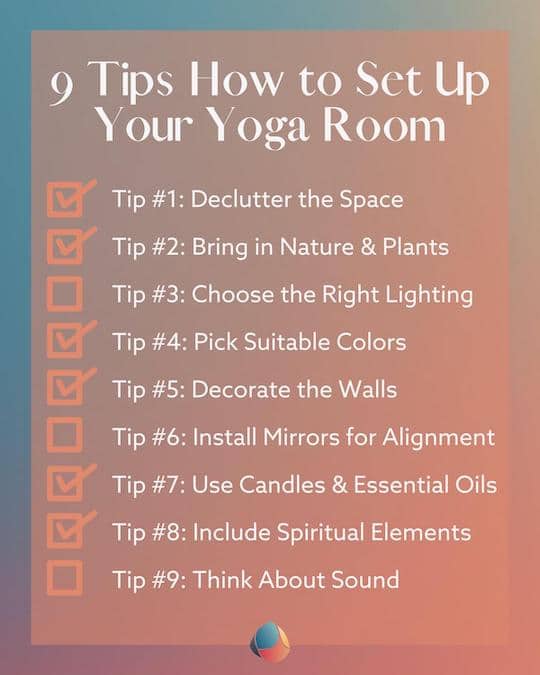 9 Tips How to Set Up
Your Yoga Room
Tip #1: Declutter the Space
Tip #2: Bring in Nature & Plants
Tip #3: Choose the Right Lighting
Tip #4: Pick Suitable Colors
Tip #5: Decorate the Walls
Tip #6: Install Mirrors for Alignment
Tip #7: Use Candles & Essential Oils
Tip #8: Include Spiritual Elements
Tip #9: Think About Sound